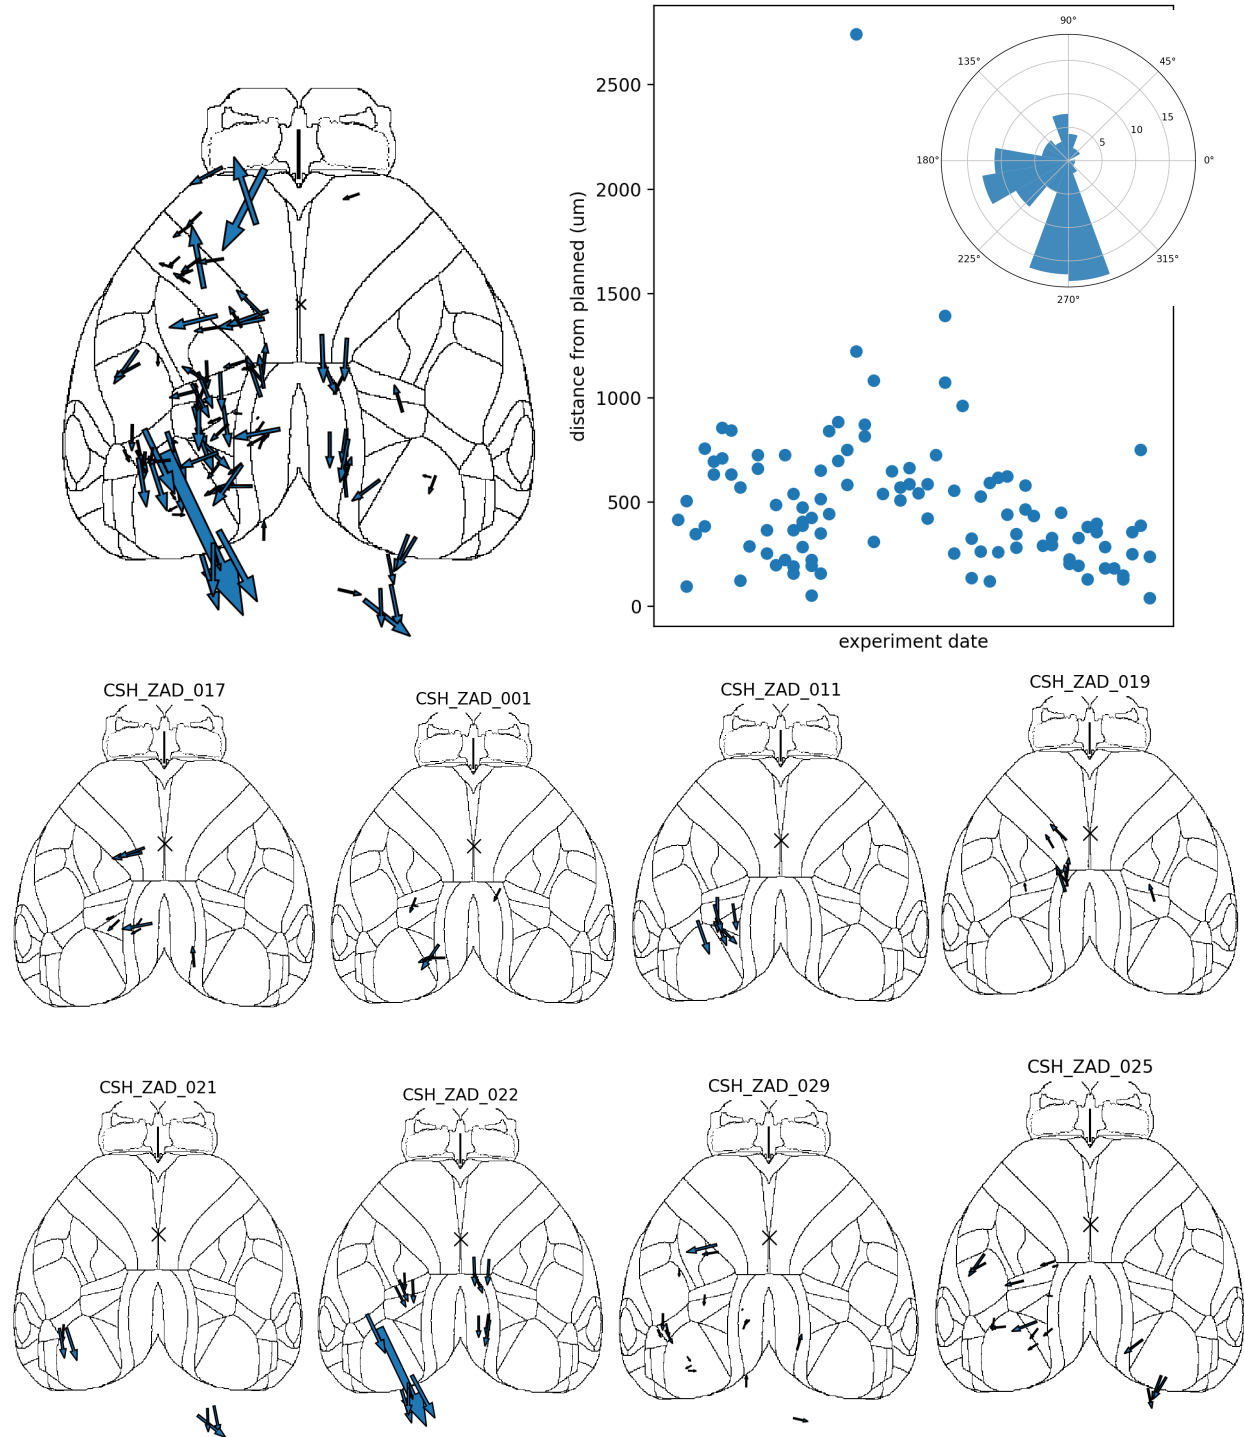 90°
135°
45°
15
10
5
180°
0°
225°
315°
270°
2500
2000
1500
1000
500
0
distance from planned (um)
experiment date
CSH_ZAD_017
CSH_ZAD_001
CSH_ZAD_011
CSH_ZAD_019
CSH_ZAD_021
CSH_ZAD_022
CSH_ZAD_029
CSH_ZAD_025